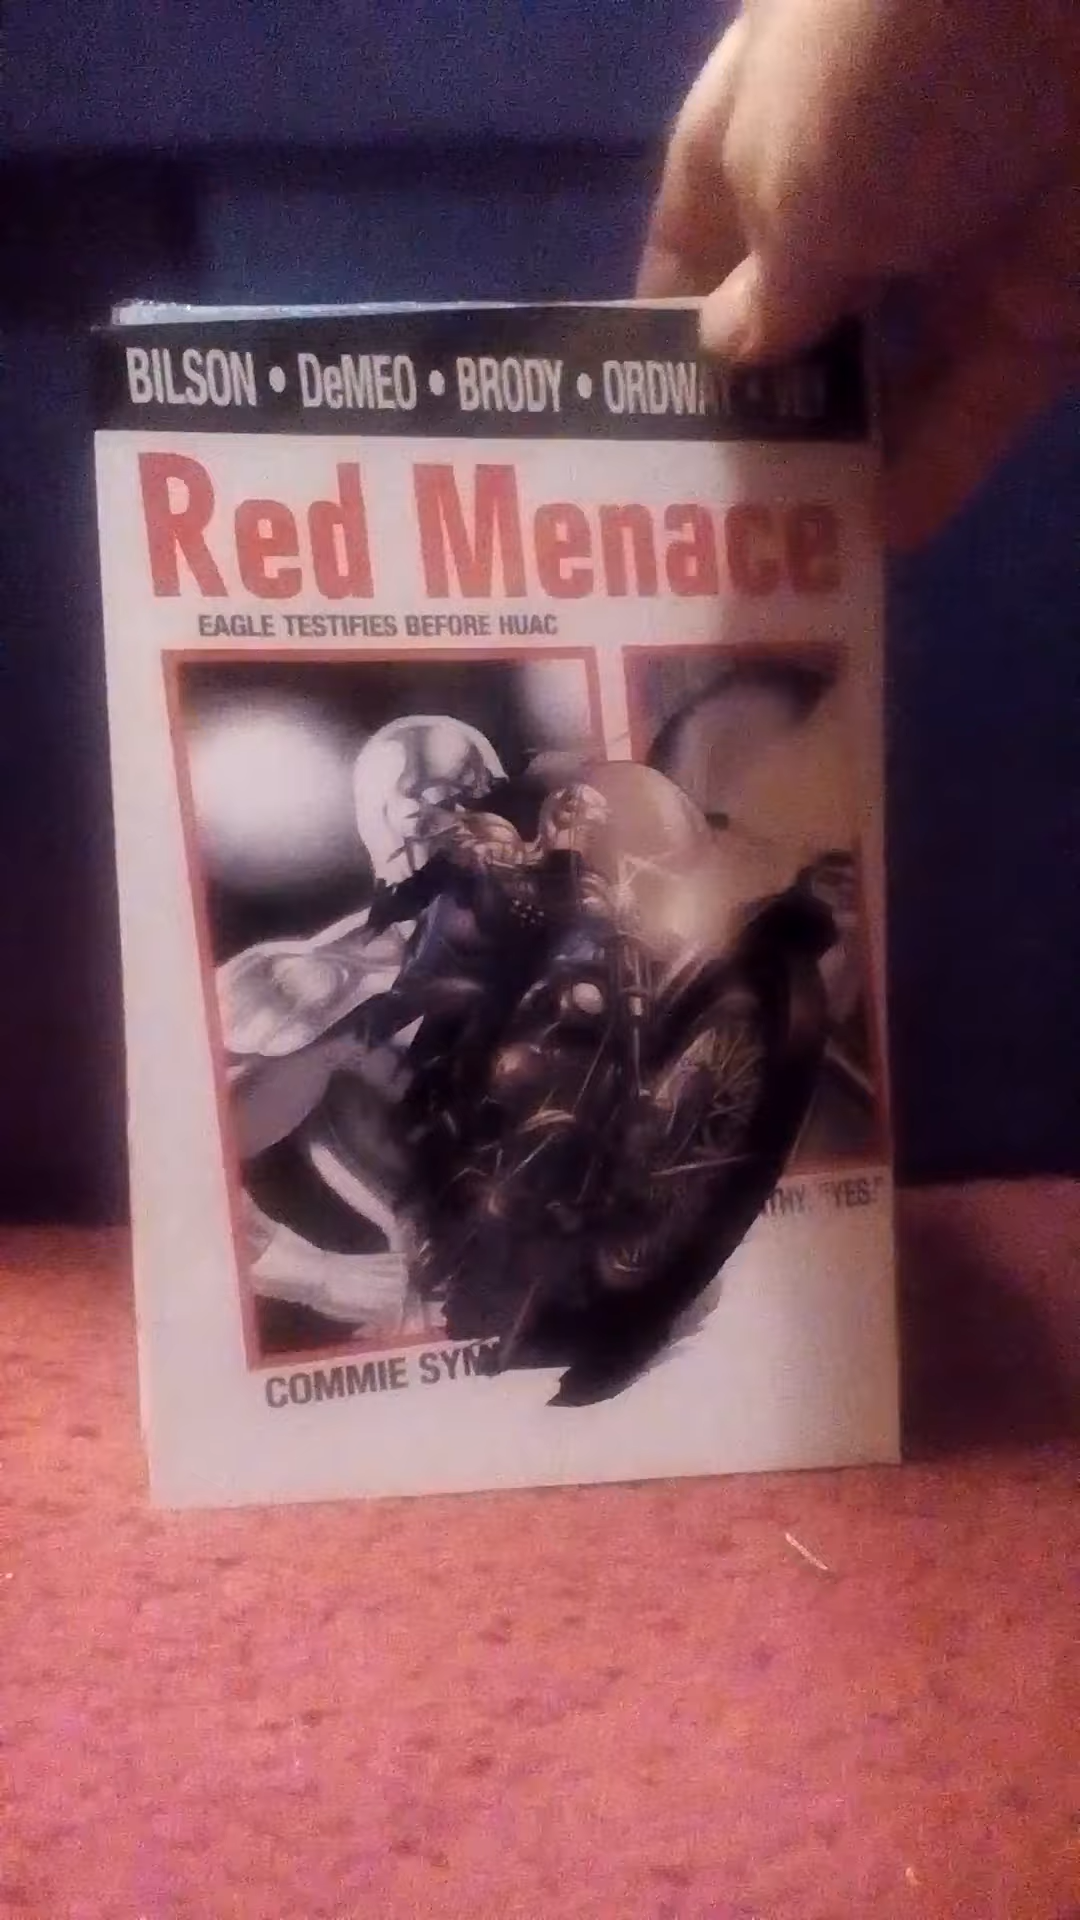 BILSON • DeMEO • BRODY • ORDWAY
Red Menace
EAGLE TESTIFIES BEFORE HUAC
"YES."
COMMIE SYM